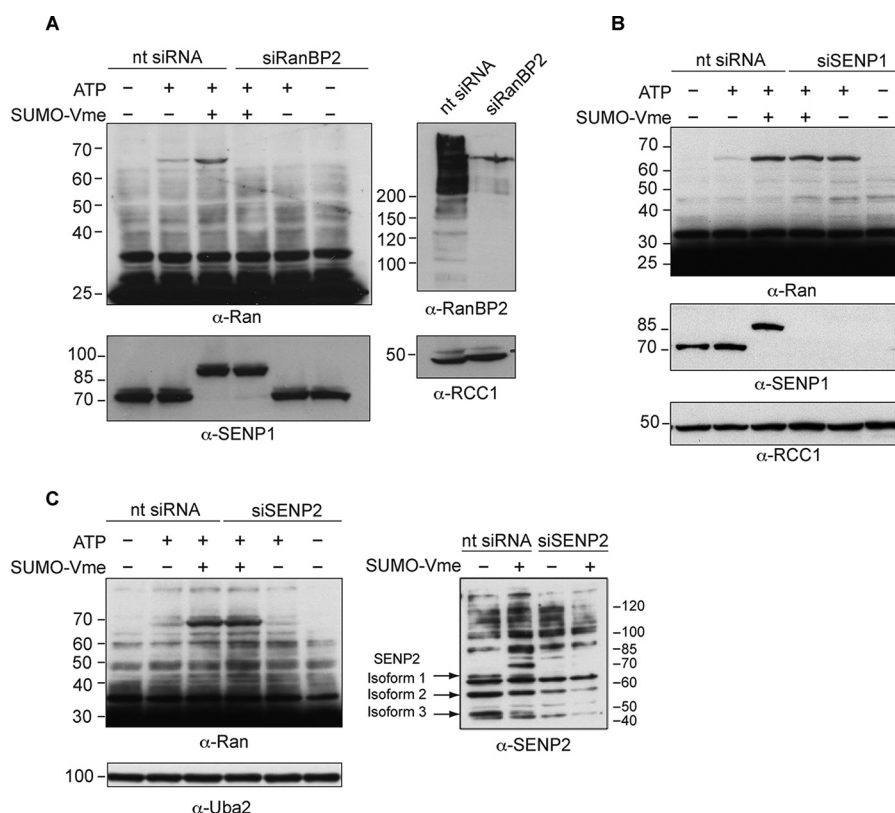 A
nt siRNA siRanBP2
ATP − + + + + −
SUMO-Vme − − + + − −
70
60
50
40
25
α-Ran
100
85
70
α-SENP1
nt siRNA
siRanBP2
200
150
120
100
α-RanBP2
50
α-RCC1
B
nt siRNA siSENP1
ATP − + + + + −
SUMO-Vme − − + + − −
70
60
50
40
30
25
α-Ran
85
70
α-SENP1
50
α-RCC1
C
nt siRNA siSENP2
ATP − + + + + −
SUMO-Vme − − + + − −
70
60
50
40
30
α-Ran
100
α-Uba2
nt siRNA siSENP2
SUMO-Vme − + − +
120
100
85
70
60
50
40
SENP2
Isoform 1
Isoform 2
Isoform 3
α-SENP2